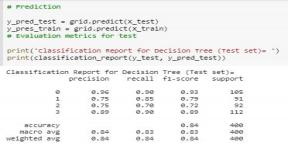 # Prediction
y_pred_test = grid.predict(x_test)
y_pred_train = grid.predict(x_train)
# Evaluation metrics for test
print('Classification Report for Decision Tree (Test set)= ')
print(classification_report(y_test, y_pred_test))
Classification Report for Decision Tree (Test set)=
precision recall f1-score support
0 0.96 0.90 0.93 105
1 0.75 0.85 0.79 91
2 0.75 0.70 0.72 92
3 0.89 0.90 0.89 112
accuracy 0.84 400
macro avg 0.84 0.83 0.83 400
weighted avg 0.84 0.84 0.84 400